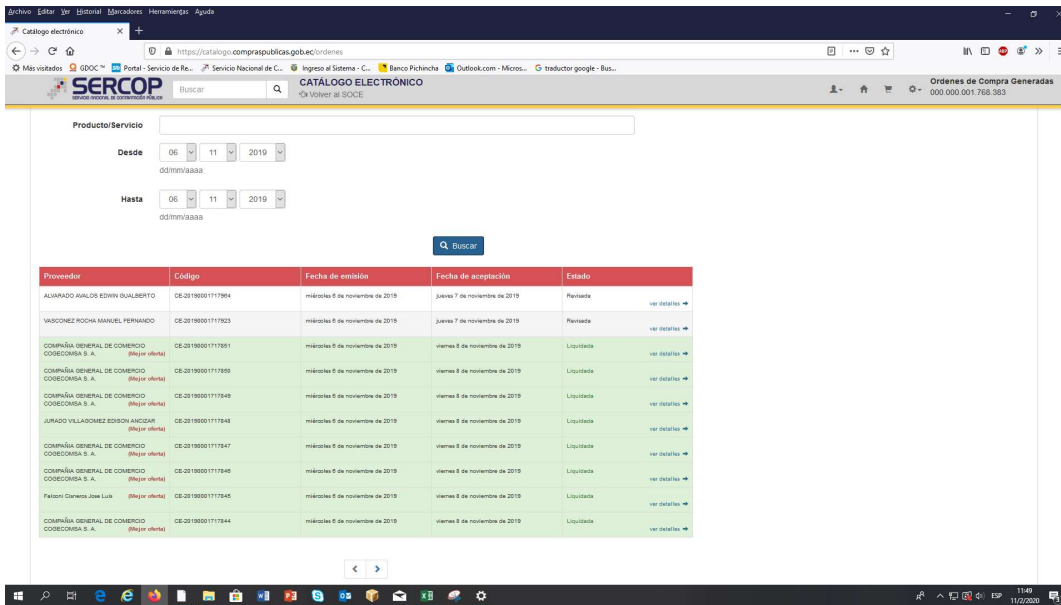 Archivo Editar Ver Historial Marcadores Herramientas Ayuda
Catálogo electrónico
https://catalogo.compraspublicas.gob.ec/ordenes
Más visitados GDOC ™ Portal - Servicio de Re... Servicio Nacional de C... Ingreso al Sistema - C... Banco Pichincha Outlook.com - Micros... traductor google - Bus...
SERCOP
SERVICIO NACIONAL DE CONTRATACIÓN PÚBLICA
Buscar
CATÁLOGO ELECTRÓNICO
Volver al SOCE
Ordenes de Compra Generadas
000.000.001.768.383
Producto/Servicio
Desde 06 11 2019
dd/mm/aaaa
Hasta 06 11 2019
dd/mm/aaaa
Buscar
Proveedor Código Fecha de emisión Fecha de aceptación Estado
ALVARADO AVALOS EDWIN GUALBERTO CE-20190001717964 miércoles 6 de noviembre de 2019 jueves 7 de noviembre de 2019 Revisada
ver detalles
VASCONEZ ROCHA MANUEL FERNANDO CE-20190001717923 miércoles 6 de noviembre de 2019 jueves 7 de noviembre de 2019 Revisada
ver detalles
COMPAÑIA GENERAL DE COMERCIO CE-20190001717851 miércoles 6 de noviembre de 2019 viernes 8 de noviembre de 2019 Liquidada
COGECOMSA S. A. (Mejor oferta) ver detalles
COMPAÑIA GENERAL DE COMERCIO CE-20190001717850 miércoles 6 de noviembre de 2019 viernes 8 de noviembre de 2019 Liquidada
COGECOMSA S. A. (Mejor oferta) ver detalles
COMPAÑIA GENERAL DE COMERCIO CE-20190001717849 miércoles 6 de noviembre de 2019 viernes 8 de noviembre de 2019 Liquidada
COGECOMSA S. A. (Mejor oferta) ver detalles
JURADO VILLAGOMEZ EDISON ANCIZAR CE-20190001717848 miércoles 6 de noviembre de 2019 viernes 8 de noviembre de 2019 Liquidada
(Mejor oferta) ver detalles
COMPAÑIA GENERAL DE COMERCIO CE-20190001717847 miércoles 6 de noviembre de 2019 viernes 8 de noviembre de 2019 Liquidada
COGECOMSA S. A. (Mejor oferta) ver detalles
COMPAÑIA GENERAL DE COMERCIO CE-20190001717846 miércoles 6 de noviembre de 2019 viernes 8 de noviembre de 2019 Liquidada
COGECOMSA S. A. (Mejor oferta) ver detalles
Falconi Cisneros Jose Luis (Mejor oferta) CE-20190001717845 miércoles 6 de noviembre de 2019 viernes 8 de noviembre de 2019 Liquidada
ver detalles
COMPAÑIA GENERAL DE COMERCIO CE-20190001717844 miércoles 6 de noviembre de 2019 viernes 8 de noviembre de 2019 Liquidada
COGECOMSA S. A. (Mejor oferta) ver detalles
ESP 11:49
11/2/2020